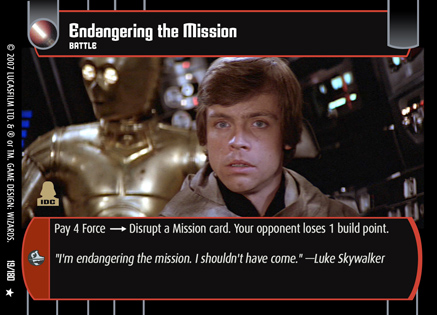 Endangering the Mission
BATTLE
© 2007 LUCASFILM LTD. & ® or TM. GAME DESIGN: WIZARDS.
IDC
Pay 4 Force → Disrupt a Mission card. Your opponent loses 1 build point.
"I'm endangering the mission. I shouldn't have come." —Luke Skywalker
19/180 ★